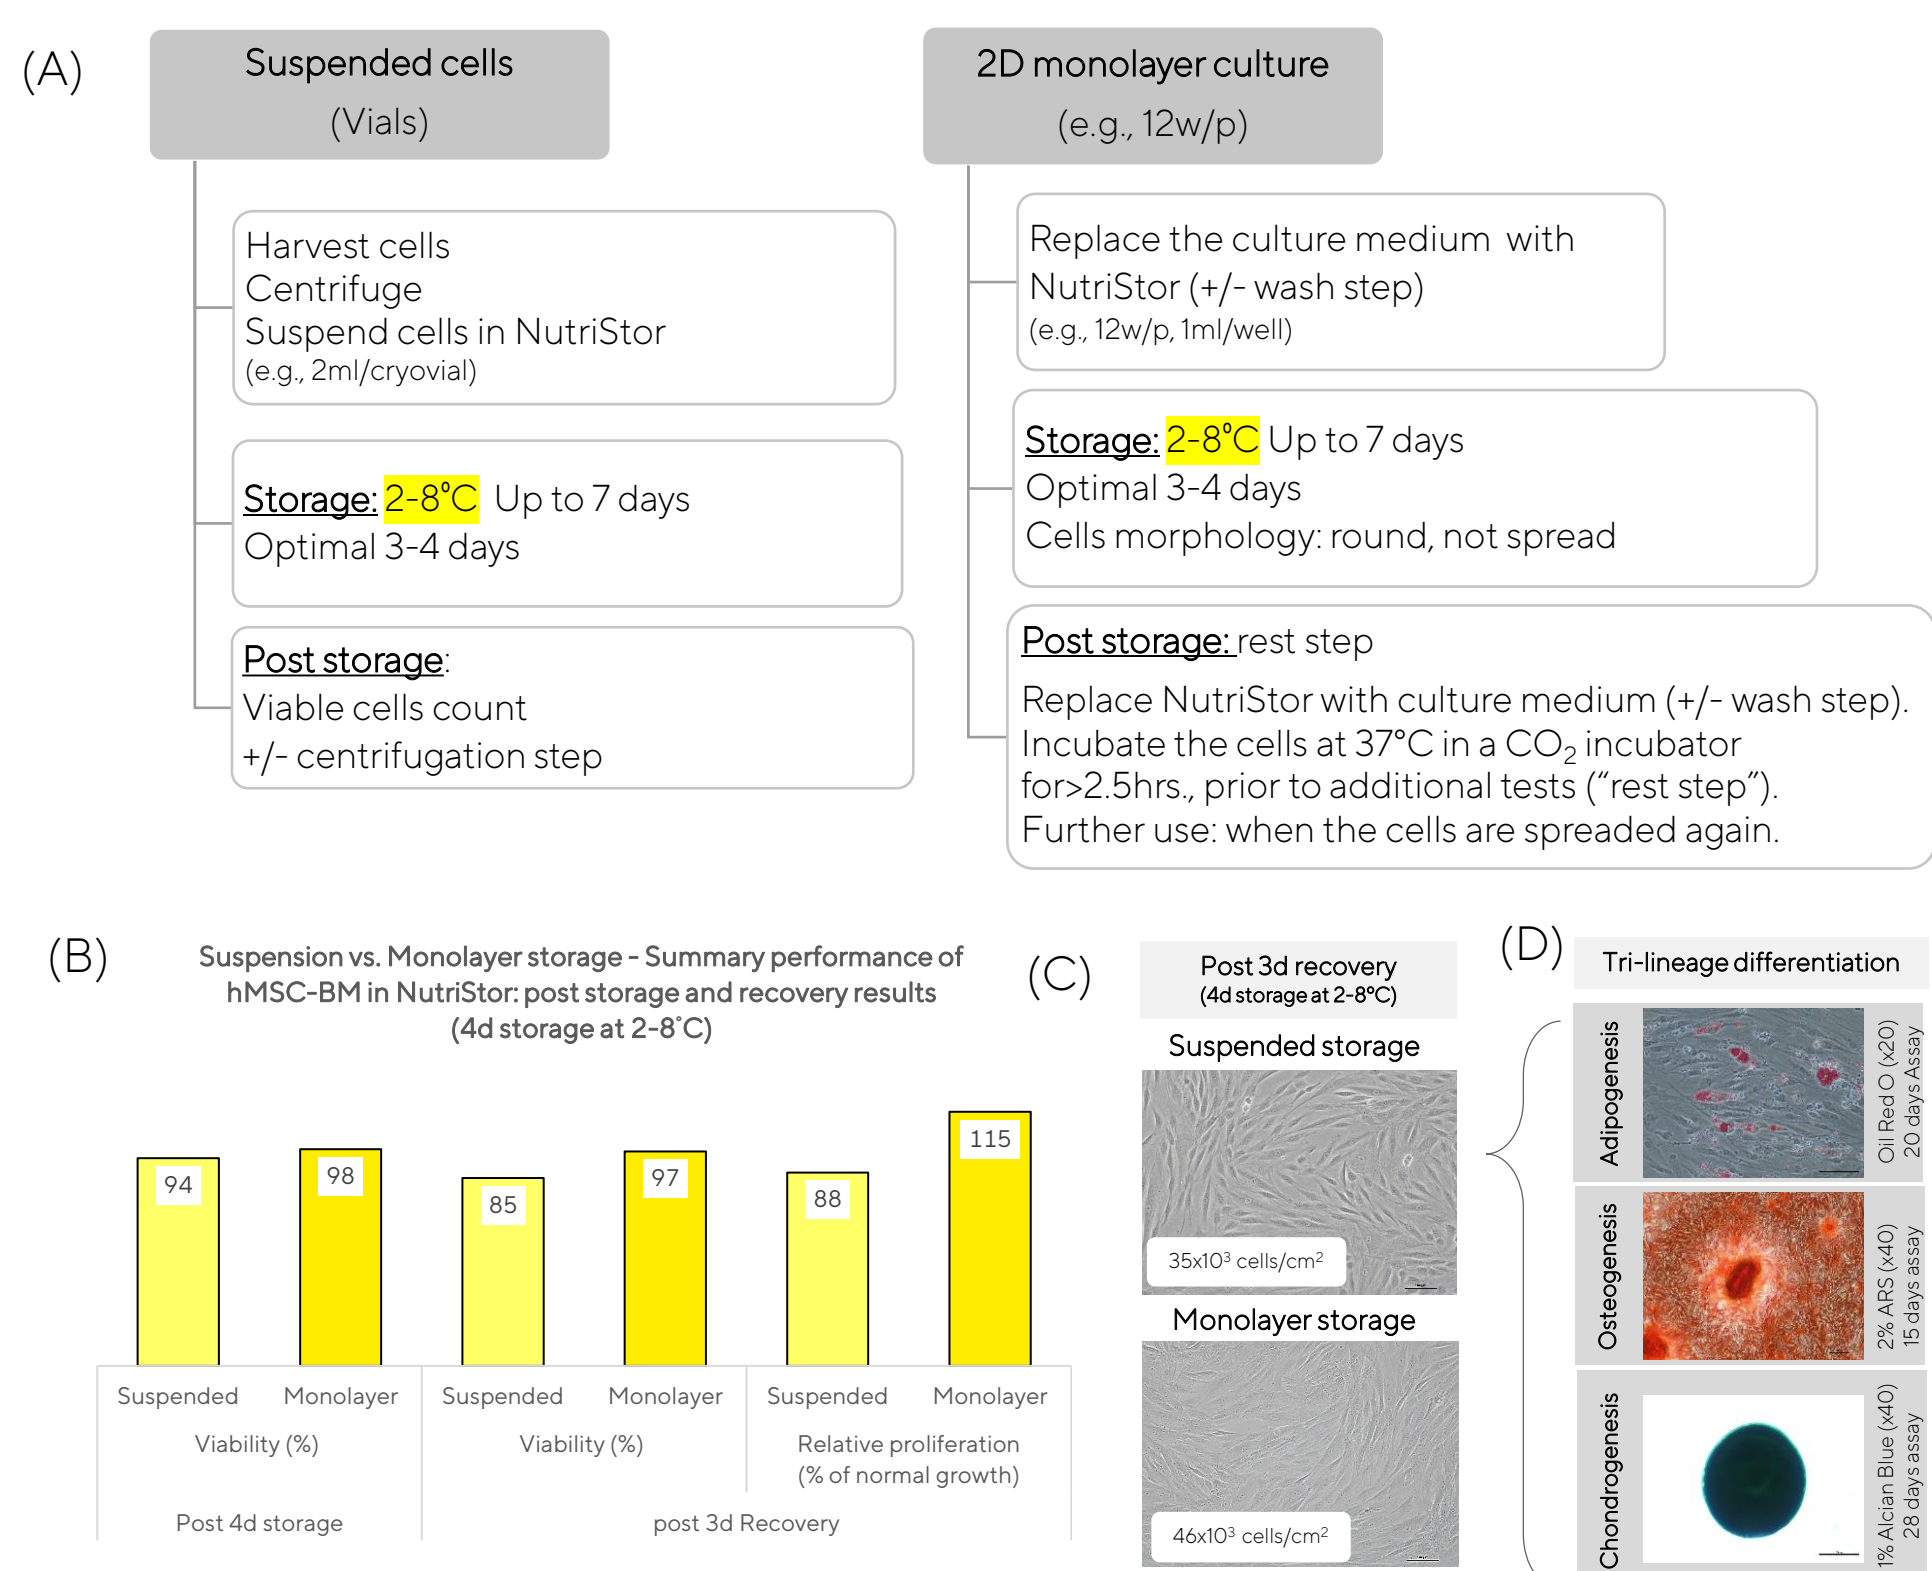 (A)
Suspended cells
(Vials)
Harvest cells
Centrifuge
Suspend cells in NutriStor
(e.g., 2ml/cryovial)
Storage: 2-8°C Up to 7 days
Optimal 3-4 days
Post storage:
Viable cells count
+/- centrifugation step
2D monolayer culture
(e.g., 12w/p)
Replace the culture medium with
NutriStor (+/- wash step)
(e.g., 12w/p, 1ml/well)
Storage: 2-8°C Up to 7 days
Optimal 3-4 days
Cells morphology: round, not spread
Post storage: rest step
Replace NutriStor with culture medium (+/- wash step).
Incubate the cells at 37°C in a CO₂ incubator
for>2.5hrs., prior to additional tests (“rest step”).
Further use: when the cells are spreaded again.
(B)
Suspension vs. Monolayer storage - Summary performance of
hMSC-BM in NutriStor: post storage and recovery results
(4d storage at 2-8°C)
94
98
85
97
88
115
Suspended
Monolayer
Suspended
Monolayer
Suspended
Monolayer
Viability (%)
Viability (%)
Relative proliferation
(% of normal growth)
Post 4d storage
post 3d Recovery
(C)
Post 3d recovery
(4d storage at 2-8°C)
Suspended storage
35x10³ cells/cm²
Monolayer storage
46x10³ cells/cm²
(D)
Tri-lineage differentiation
Adipogenesis
Oil Red O (x20)
20 days Assay
Osteogenesis
2% ARS (x40)
15 days assay
Chondrogenesis
1% Alcian Blue (x40)
28 days assay